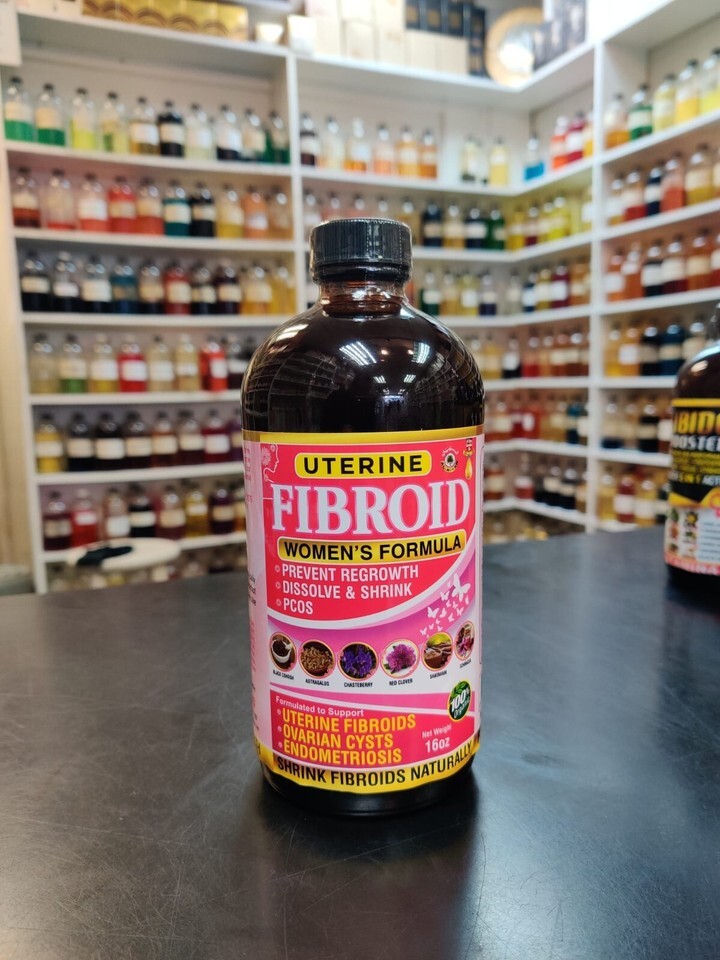 UTERINE
FIBROID
WOMEN'S FORMULA
PREVENT REGROWTH
DISSOLVE & SHRINK
PCOS
BLACK COHOSH
ASTRAGALUS
CHASTEBERRY
RED CLOVER
100%
Formulated to Support
UTERINE FIBROIDS
OVARIAN CYSTS
ENDOMETRIOSIS
Net Weight
16oz
SHRINK FIBROIDS NATURALLY